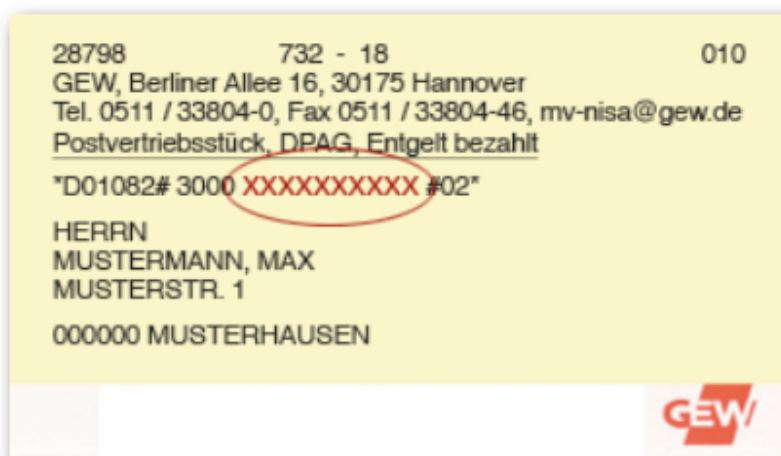 28798 732 - 18 010
GEW, Berliner Allee 16, 30175 Hannover
Tel. 0511 / 33804-0, Fax 0511 / 33804-46, mv-nisa@gew.de
Postvertriebsstück, DPAG, Entgelt bezahlt
"D01082# 3000 XXXXXXXXXX #02"
HERRN
MUSTERMANN, MAX
MUSTERSTR. 1
000000 MUSTERHAUSEN
GEW